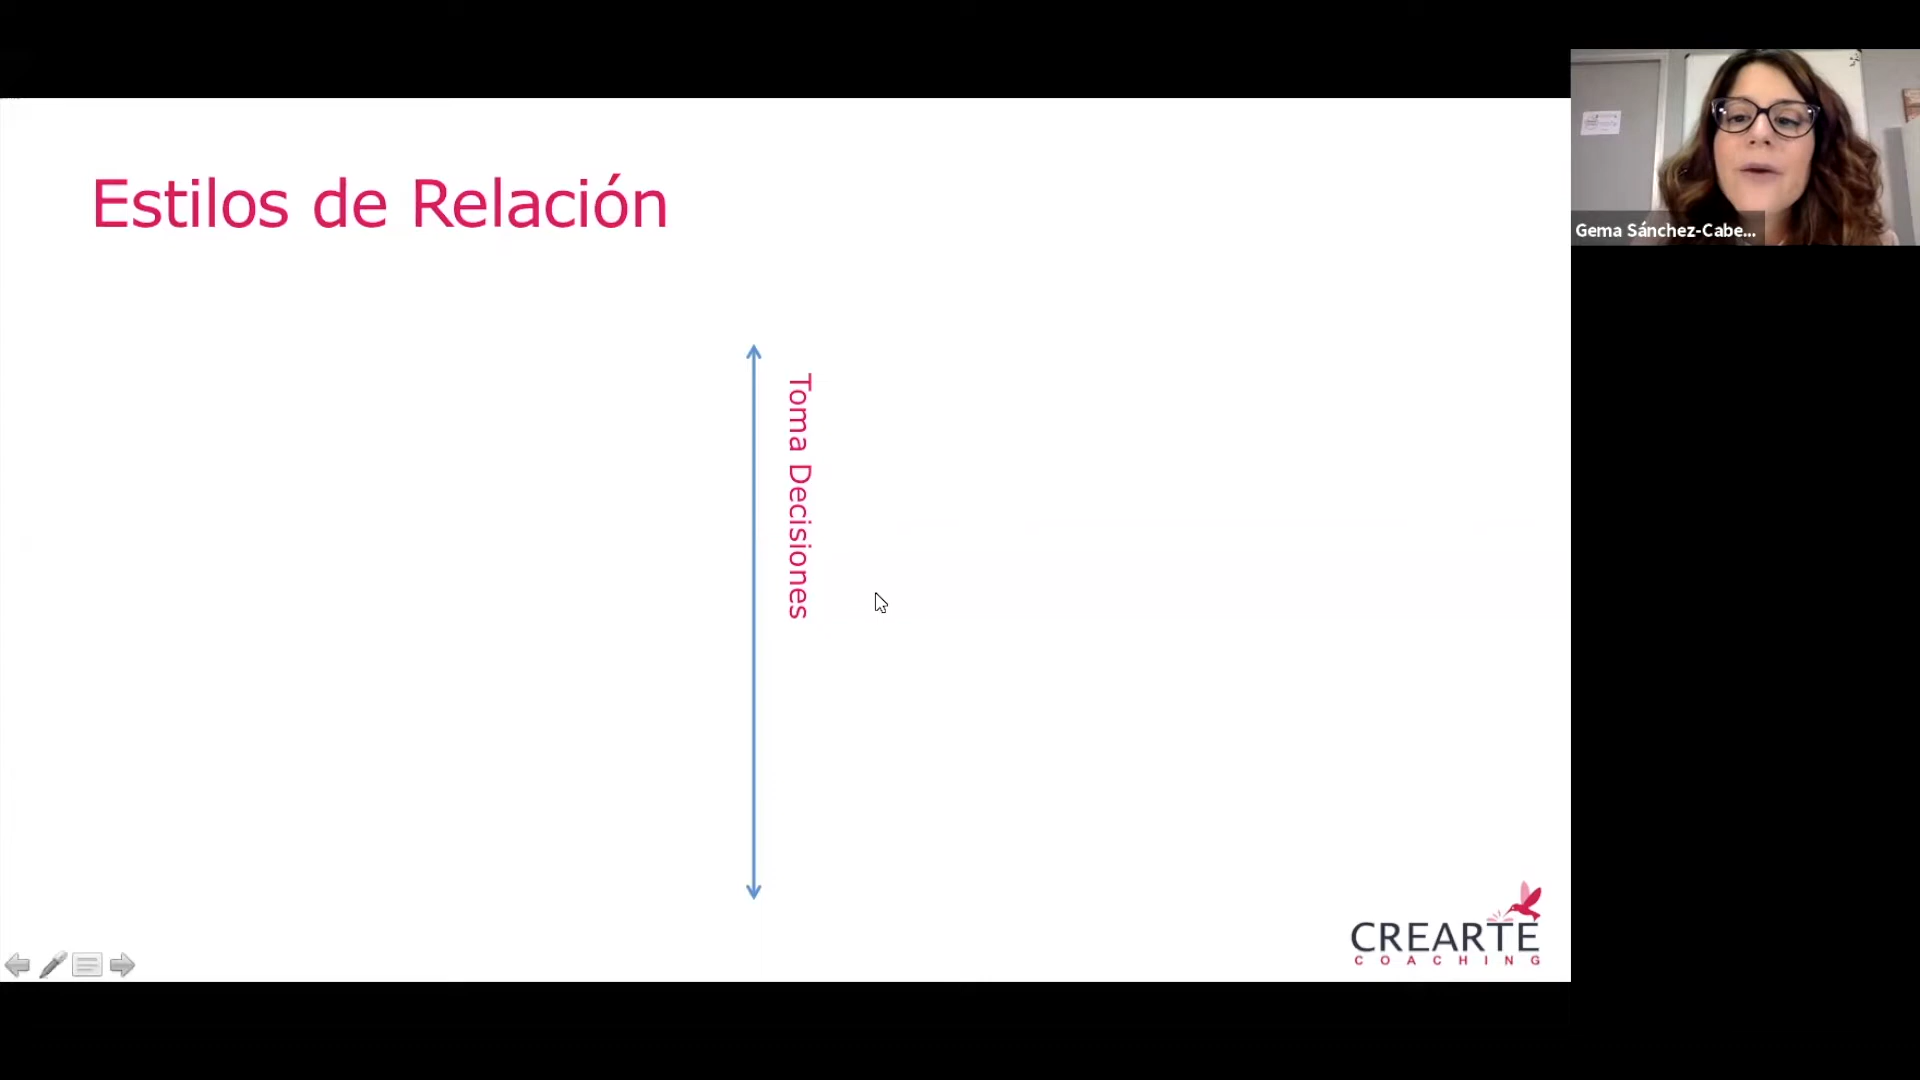 Estilos de Relación
Gema Sánchez-Cabe...
Toma Decisiones
CREARTE
COACHING